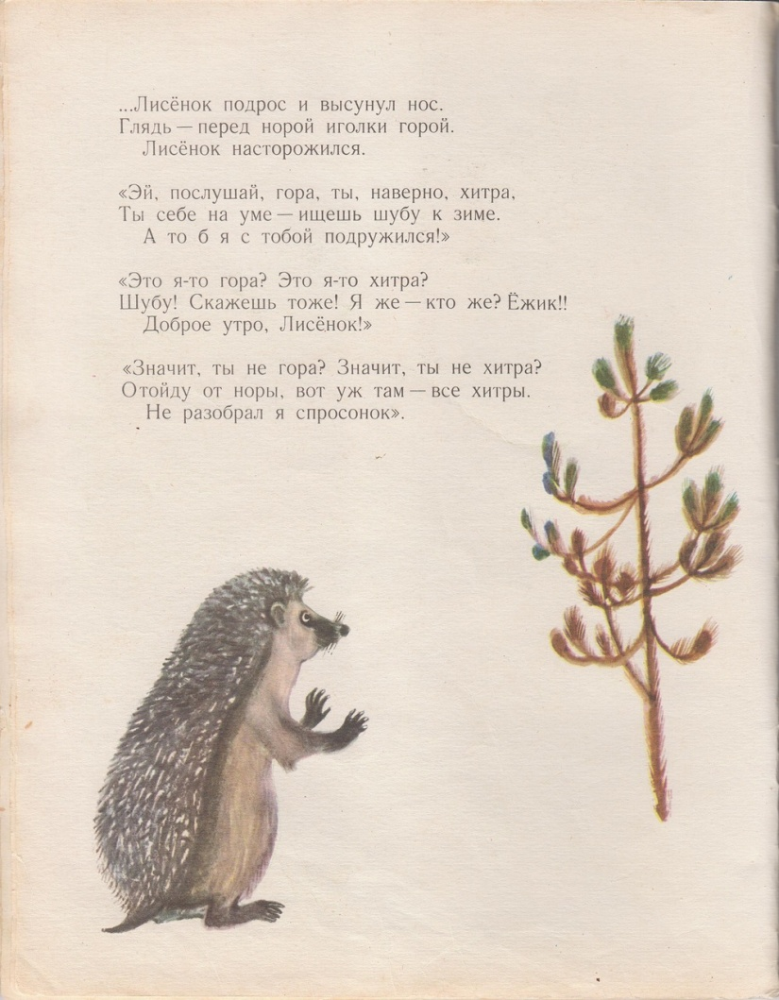 ...Лисёнок подрос и высунул нос.
Глядь — перед норой иголки горой.
Лисёнок насторожился.
«Эй, послушай, гора, ты, наверно, хитра,
Ты себе на уме — ищешь шубу к зиме.
А то б я с тобой подружился!»
«Это я-то гора? Это я-то хитра?
Шубу! Скажешь тоже! Я же — кто же? Ёжик!!
Доброе утро, Лисёнок!»
«Значит, ты не гора? Значит, ты не хитра?
Отойду от норы, вот уж там — все хитры.
Не разобрал я спросонок».